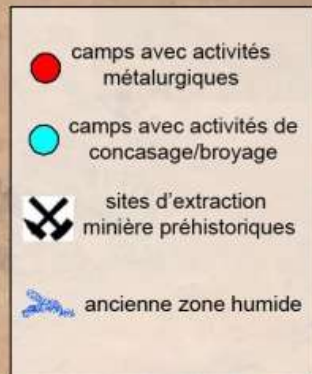 camps avec activités
métalurgiques
camps avec activités de
concasage/broyage
sites d'extraction
minière préhistoriques
ancienne zone humide